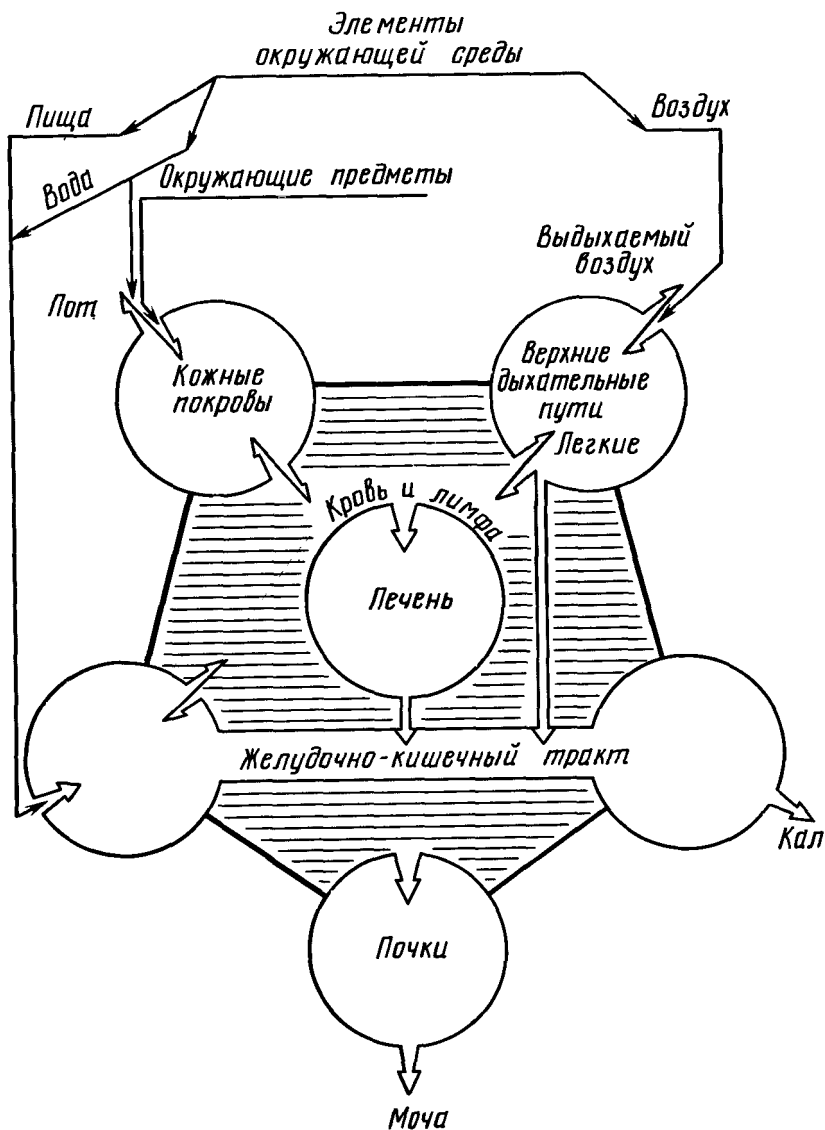 Элементы
окружающей среды
Пища
Воздух
Вода
Окружающие предметы
Выдыхаемый
воздух
Пот
Кожные
покровы
Верхние
дыхательные
пути
Легкие
Кровь и лимфа
Печень
Желудочно-кишечный тракт
Кал
Почки
Моча